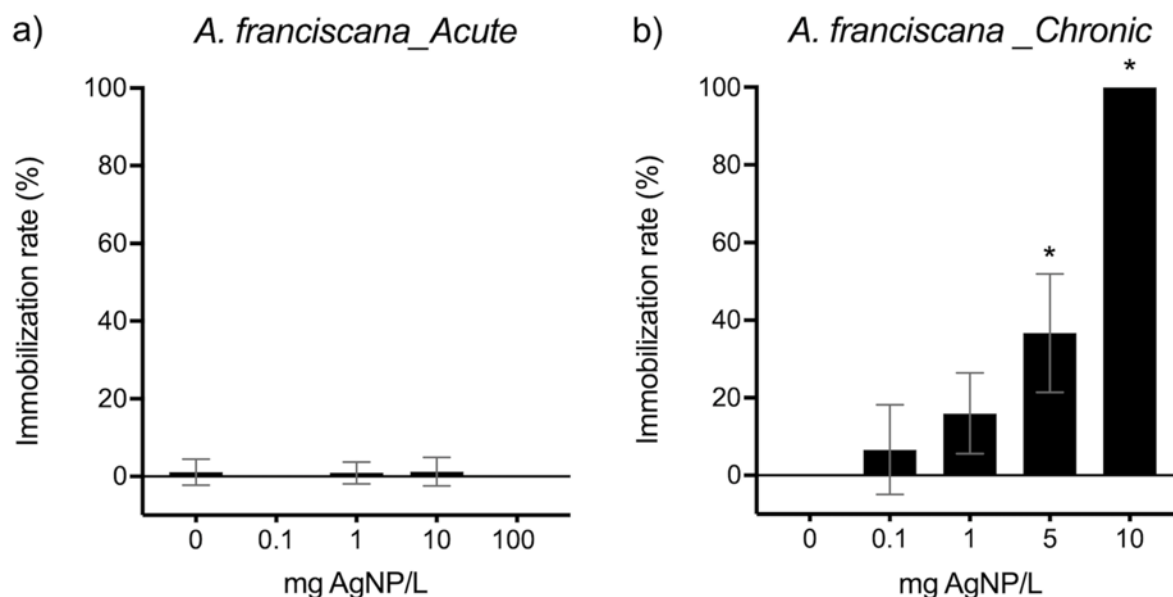 a) A. franciscana_Acute
Immobilization rate (%)
100
80
60
40
20
0
0 0.1 1 10 100
mg AgNP/L
b) A. franciscana _Chronic
Immobilization rate (%)
100
80
60
40
20
0
*
*
0 0.1 1 5 10
mg AgNP/L